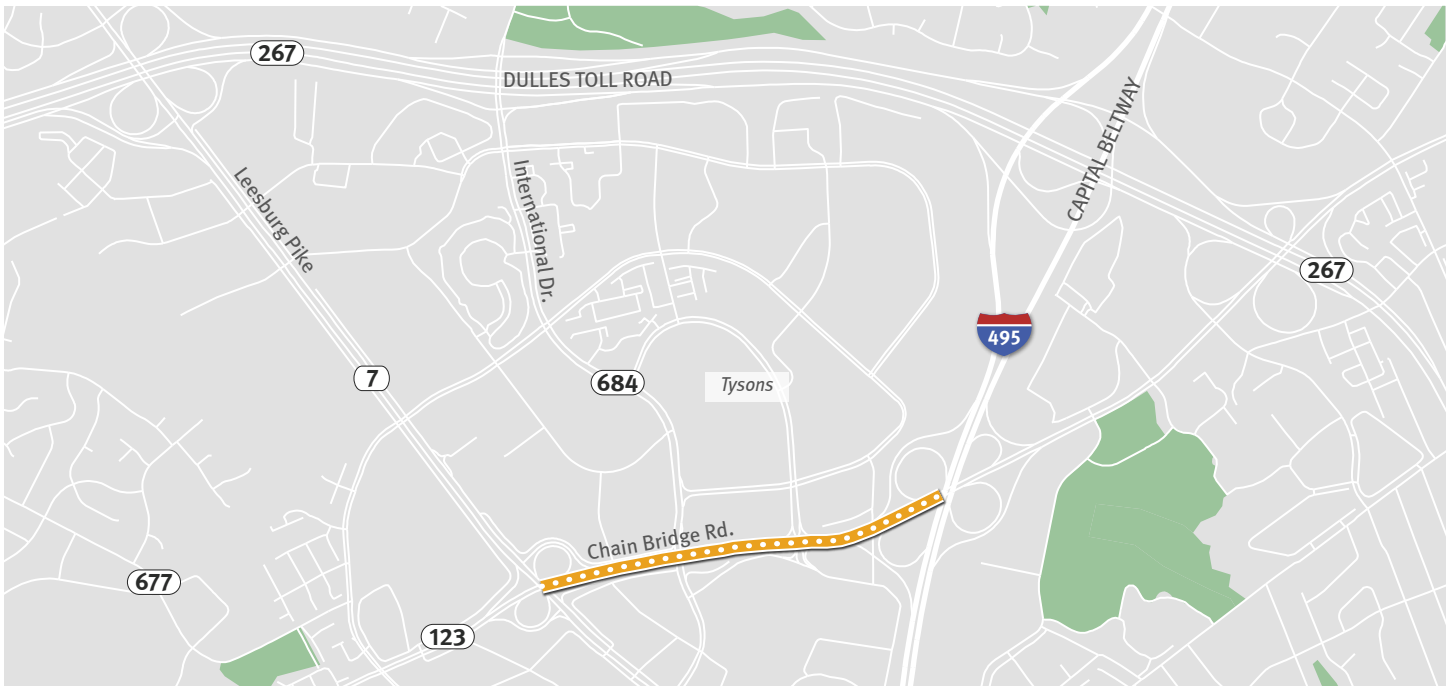 267
DULLES TOLL ROAD
CAPITAL BELTWAY
Leesburg Pike
International Dr.
267
495
7
684
Tysons
Chain Bridge Rd.
677
123